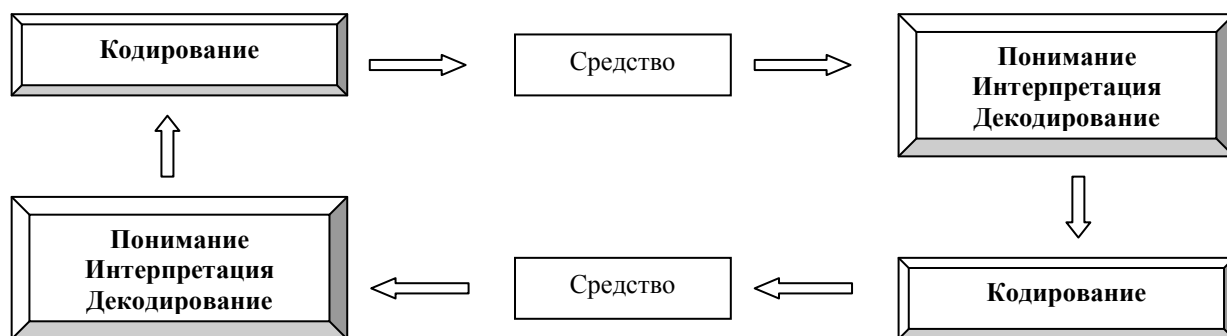 Кодирование
Средство
Понимание
Интерпретация
Декодирование
Понимание
Интерпретация
Декодирование
Средство
Кодирование